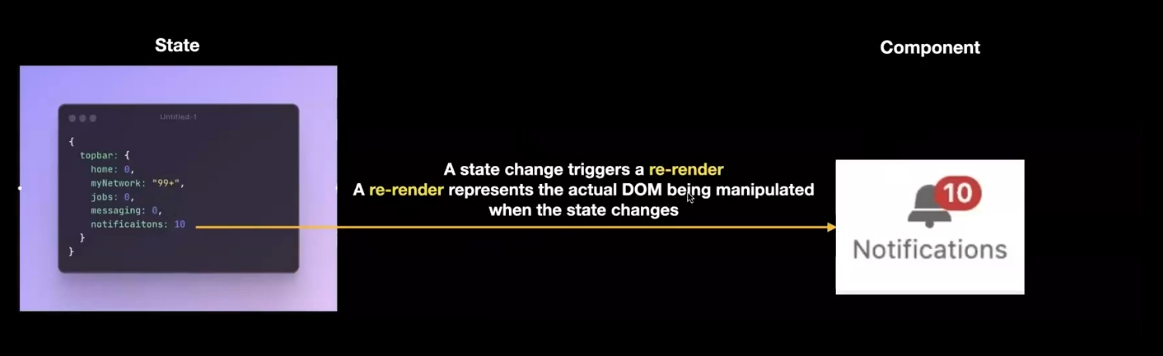 State
Component
Untitled-1
{
topbar: {
home: 0,
myNetwork: "99+",
jobs: 0,
messaging: 0,
notificaitons: 10
}
}
A state change triggers a re-render
A re-render represents the actual DOM being manipulated
when the state changes
10
Notifications